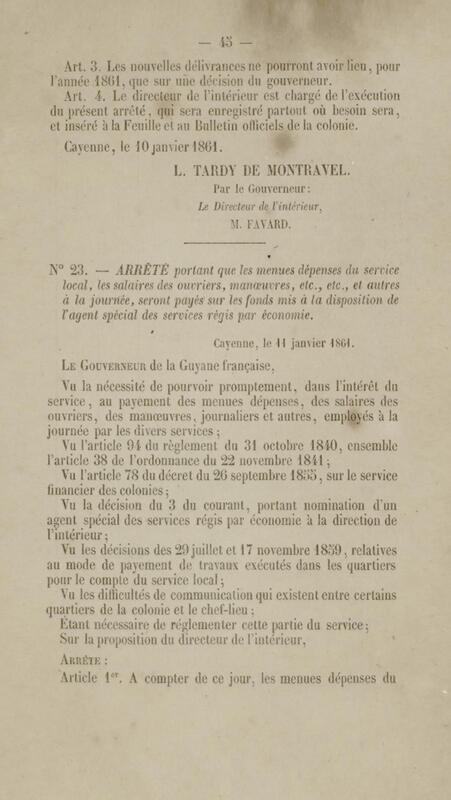 — 45 —
Art. 3. Les nouvelles délivrances ne pourront avoir lieu, pour
l'année 1861, que sur une décision du gouverneur.
Art. 4. Le directeur de l'intérieur est chargé de l'exécution
du présent arrêté, qui sera enregistré partout où besoin sera,
et inséré à la Feuille et au Bulletin officiels de la colonie.
Cayenne, le 10 janvier 1861.
L. TARDY DE MONTRAVEL.
Par le Gouverneur:
Le Directeur de l'intérieur,
M. FAVARD.
N° 23. — ARRÊTÉ portant que les menues dépenses du service
local, les salaires des ouvriers, manœuvres, etc., etc., et autres
à la journée, seront payés sur les fonds mis à la disposition de
l'agent spécial des services régis par économie.
Cayenne, le 11 janvier 1861.
LE GOUVERNEUR de la Guyane française,
Vu la nécessité de pourvoir promptement, dans l'intérêt du
service, au payement des menues dépenses, des salaires des
ouvriers, des manœuvres, journaliers et autres, employés à la
journée par les divers services;
Vu l'article 94 du règlement du 31 octobre 1840, ensemble
l'article 38 de l'ordonnance du 22 novembre 1841;
Vu l'article 78 du décret du 26 septembre 1855, sur le service
financier des colonies;
Vu la décision du 3 du courant, portant nomination d'un
agent spécial des services régis par économie à la direction de
l'intérieur;
Vu les décisions des 29 juillet et 17 novembre 1859, relatives
au mode de payement de travaux exécutés dans les quartiers
pour le compte du service local;
Vu les difficultés de communication qui existent entre certains
quartiers de la colonie et le chef-lieu;
Étant nécessaire de réglementer cette partie du service;
Sur la proposition du directeur de l'intérieur,
ARRÊTE:
Article 1er. A compter de ce jour, les menues dépenses du